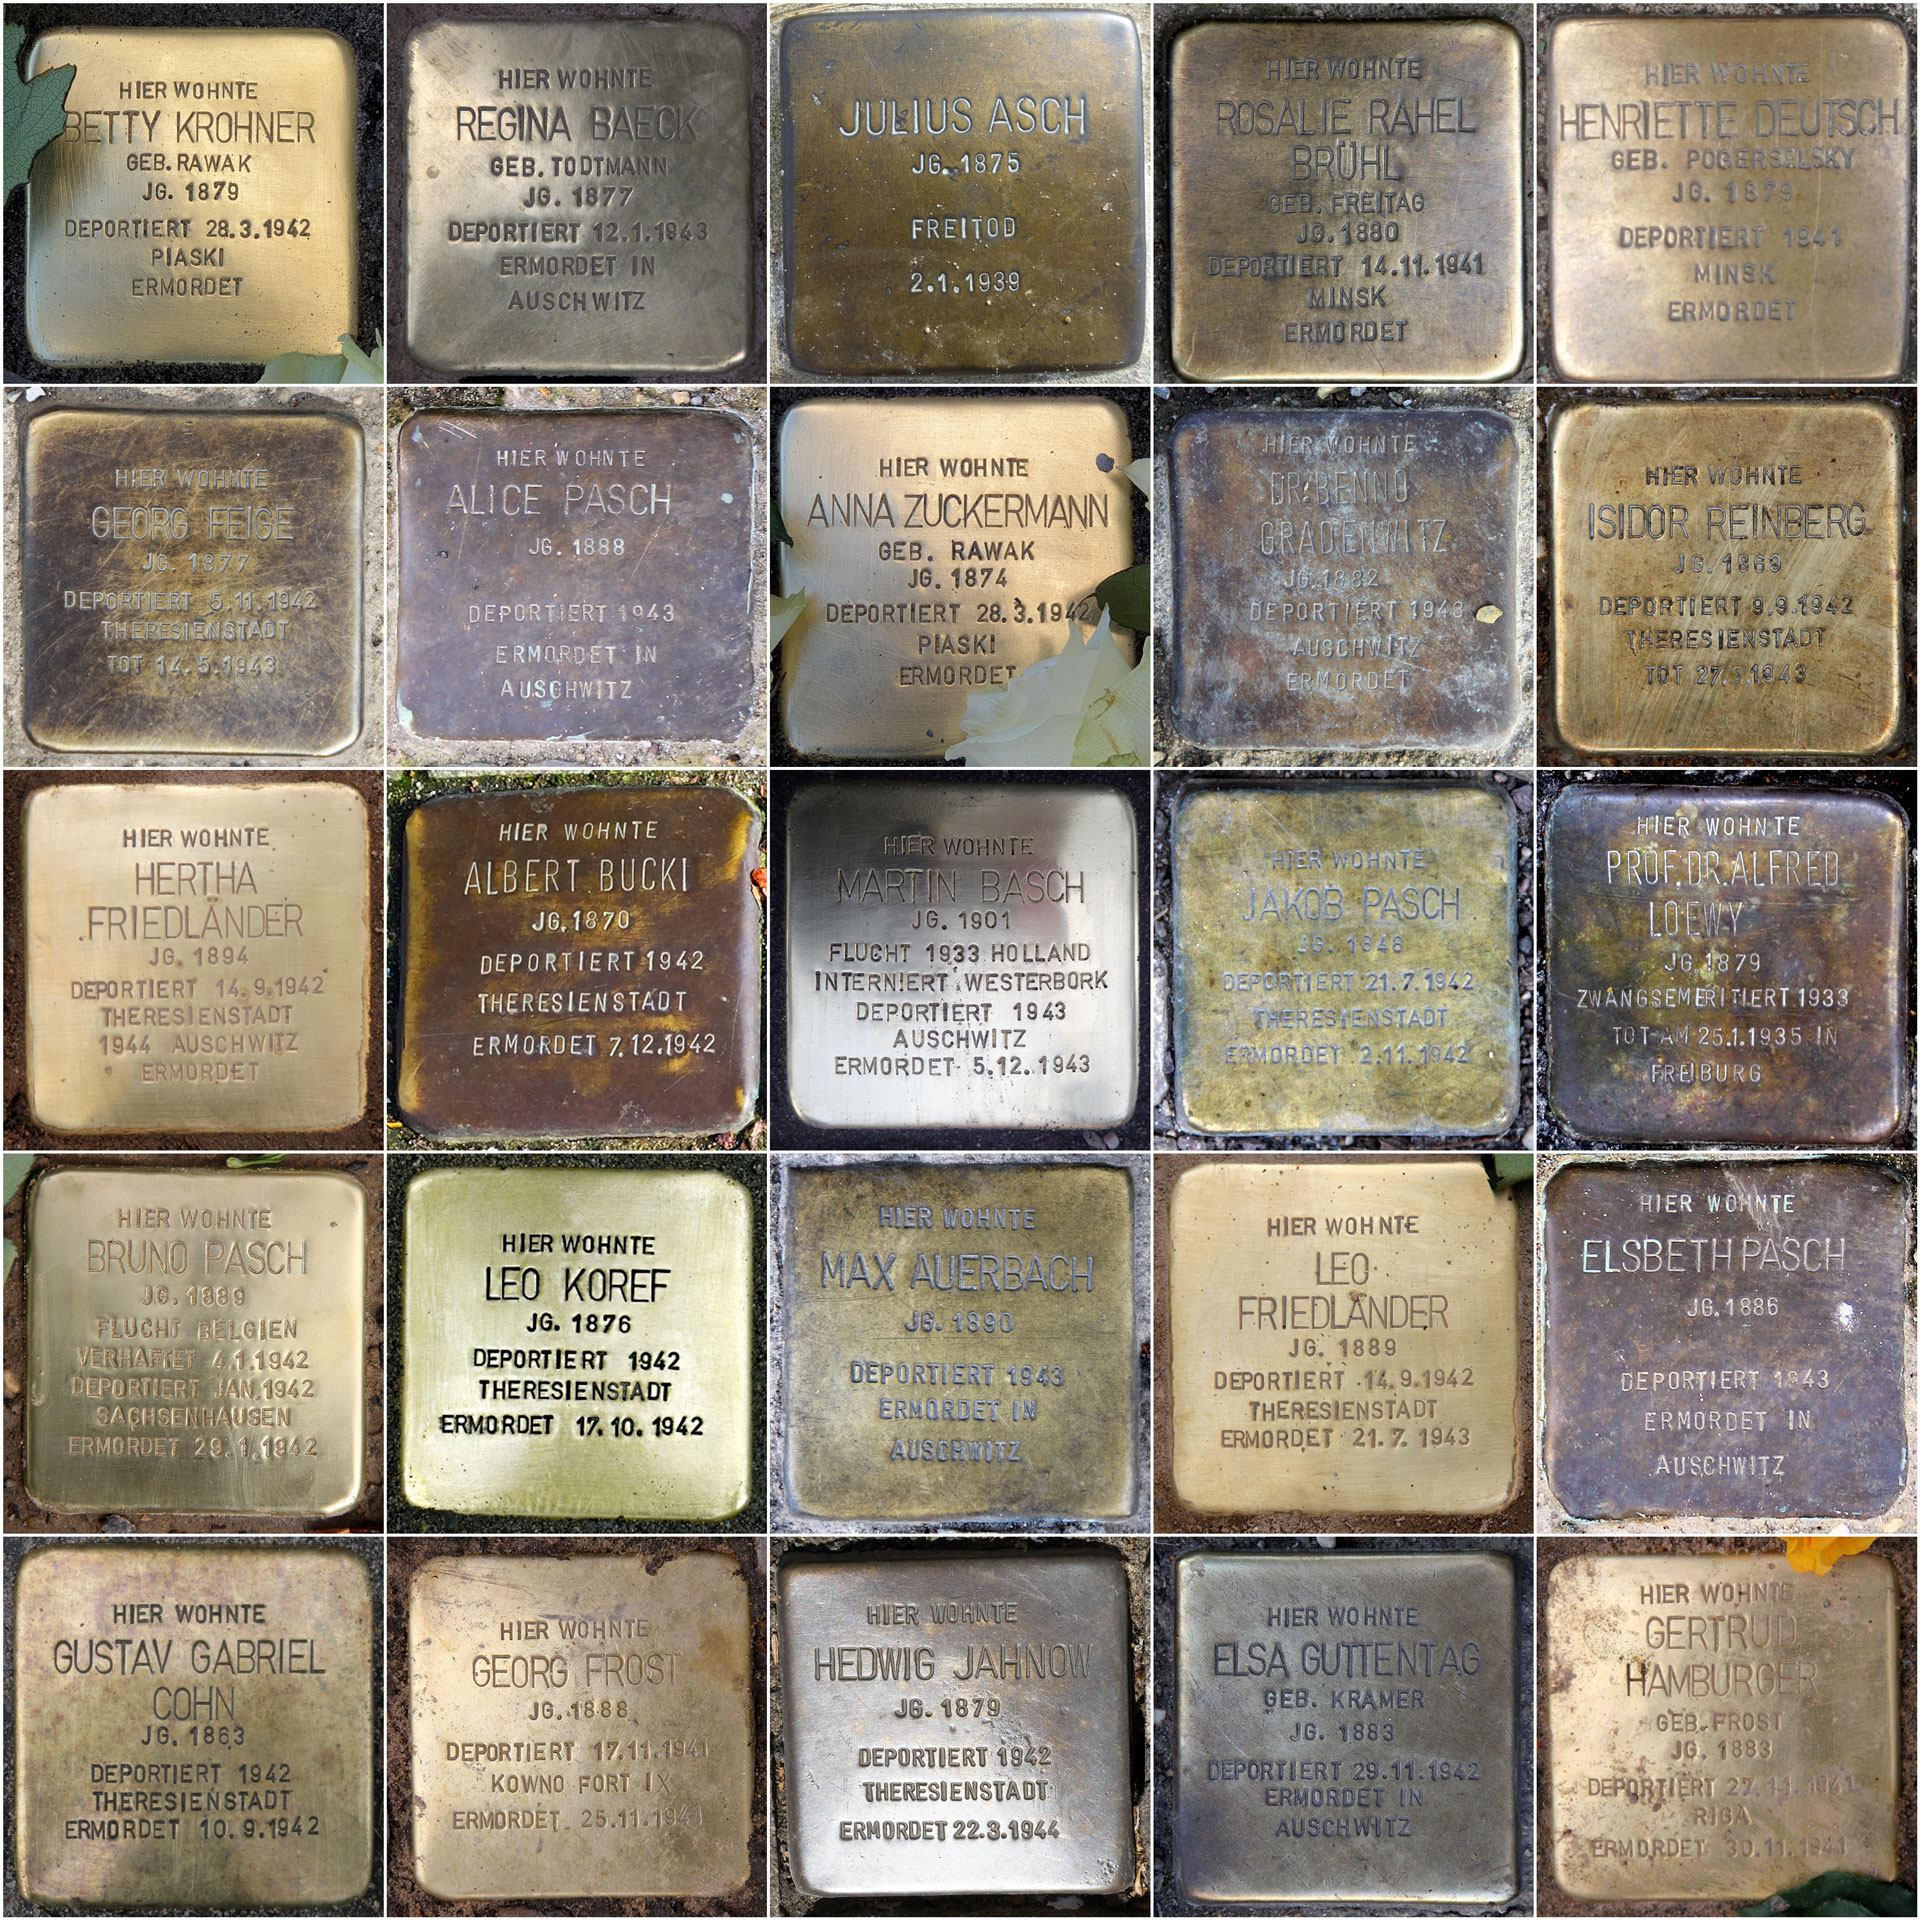 HIER WOHNTE
BETTY KROHNER
GEB. RAWAK
JG. 1879
DEPORTIERT 28.3.1942
PIASKI
ERMORDET
HIER WOHNTE
REGINA BAECK
GEB. TODTMANN
JG. 1877
DEPORTIERT 12.1.1943
ERMORDET IN
AUSCHWITZ
JULIUS ASCH
JG. 1875
FREITOD
2.1.1939
HIER WOHNTE
ROSALIE RAHEL
BRÜHL
GEB. FREITAG
JG. 1880
DEPORTIERT 14.11.1941
MINSK
ERMORDET
HIER WOHNTE
HENRIETTE DEUTSCH
GEB. POGERSELSKY
JG. 1879
DEPORTIERT 1941
MINSK
ERMORDET
HIER WOHNTE
GEORG FEIGE
JG. 1877
DEPORTIERT 5.11.1942
THERESIENSTADT
TOT 14.5.1943
HIER WOHNTE
ALICE PASCH
JG. 1888
DEPORTIERT 1943
ERMORDET IN
AUSCHWITZ
HIER WOHNTE
ANNA ZUCKERMANN
GEB. RAWAK
JG. 1874
DEPORTIERT 28.3.1942
PIASKI
ERMORDET
HIER WOHNTE
DR. BENNO
GRADENWITZ
JG. 1882
DEPORTIERT 1943
AUSCHWITZ
ERMORDET
HIER WOHNTE
ISIDOR REINBERG
JG. 1869
DEPORTIERT 9.9.1942
THERESIENSTADT
TOT
HIER WOHNTE
HERTHA
FRIEDLÄNDER
JG. 1894
DEPORTIERT 14.9.1942
THERESIENSTADT
1944 AUSCHWITZ
ERMORDET
HIER WOHNTE
ALBERT BUCKI
JG. 1870
DEPORTIERT 1942
THERESIENSTADT
ERMORDET 7.12.1942
HIER WOHNTE
MARTIN BASCH
JG. 1901
FLUCHT 1933 HOLLAND
INTERNIERT WESTERBORK
DEPORTIERT 1943
AUSCHWITZ
ERMORDET 5.12.1943
HIER WOHNTE
JAKOB PASCH
JG. 1848
DEPORTIERT 21.7.1942
THERESIENSTADT
ERMORDET 2.11.1942
HIER WOHNTE
PROF. DR. ALFRED
LOEWY
JG. 1879
ZWANGSEMERITIERT 1933
TOT AM 25.1.1935 IN
FREIBURG
HIER WOHNTE
BRUNO PASCH
JG. 1889
FLUCHT BELGIEN
VERHAFTET 4.1.1942
DEPORTIERT JAN. 1942
SACHSENHAUSEN
ERMORDET 29.1.1942
HIER WOHNTE
LEO KOREF
JG. 1876
DEPORTIERT 1942
THERESIENSTADT
ERMORDET 17.10.1942
HIER WOHNTE
MAX AUERBACH
JG. 1890
DEPORTIERT 1943
ERMORDET IN
AUSCHWITZ
HIER WOHNTE
LEO
FRIEDLÄNDER
JG. 1889
DEPORTIERT 14.9.1942
THERESIENSTADT
ERMORDET 21.7.1943
HIER WOHNTE
ELSBETH PASCH
JG. 1886
DEPORTIERT 1943
ERMORDET IN
AUSCHWITZ
HIER WOHNTE
GUSTAV GABRIEL
COHN
JG. 1863
DEPORTIERT 1942
THERESIENSTADT
ERMORDET 10.9.1942
HIER WOHNTE
GEORG FROST
JG. 1888
DEPORTIERT 17.11.1941
KOWNO FORT IX
ERMORDET 25.11.1941
HIER WOHNTE
HEDWIG JAHNOW
JG. 1879
DEPORTIERT 1942
THERESIENSTADT
ERMORDET 22.3.1944
HIER WOHNTE
ELSA GUTTENTAG
GEB. KRAMER
JG. 1883
DEPORTIERT 29.11.1942
ERMORDET IN
AUSCHWITZ
HIER WOHNTE
GERTRUD
HAMBURGER
GEB. FROST
JG. 1883
DEPORTIERT 27.11.1941
RIGA
ERMORDET 30.11.1941